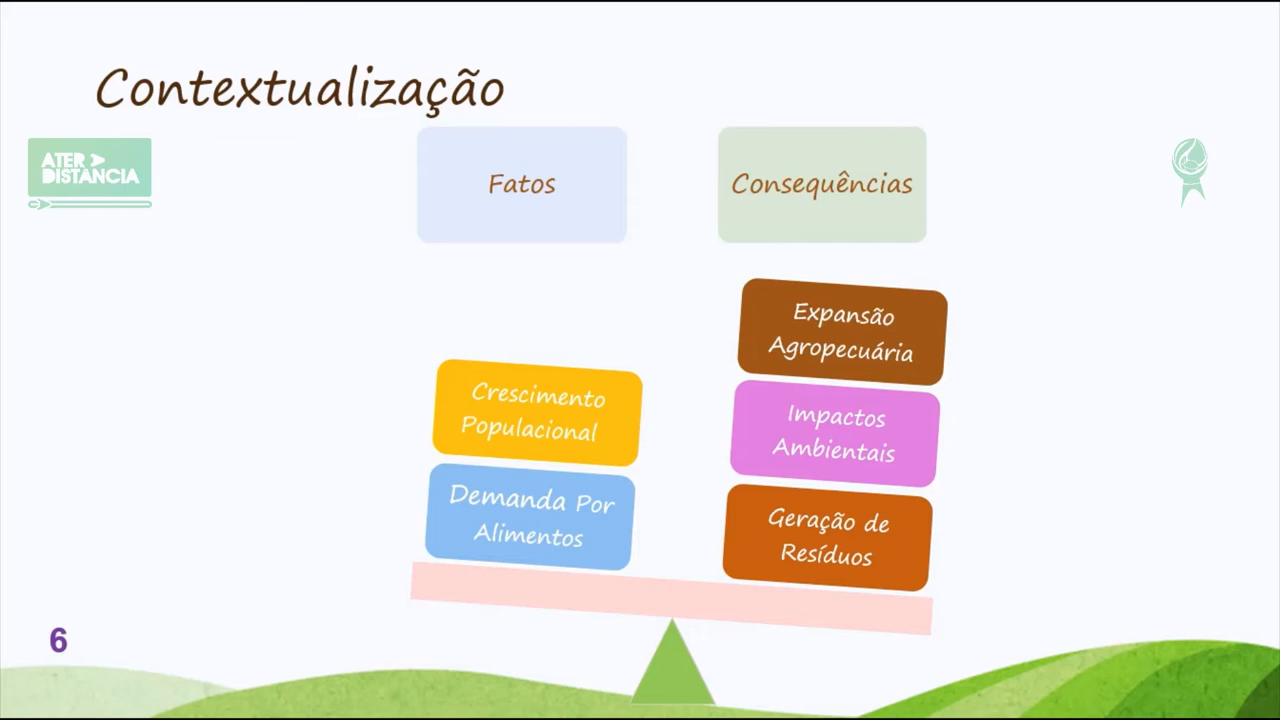 Contextualização
ATER
DISTÂNCIA
Fatos
Consequências
Expansão
Agropecuária
Crescimento
Populacional
Impactos
Ambientais
Demanda Por
Alimentos
Geração de
Resíduos
6